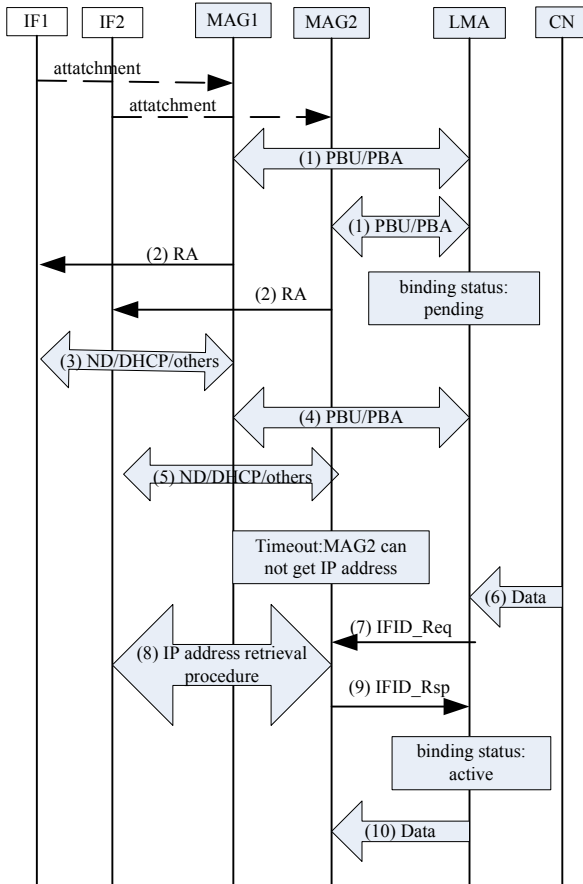 IF1
IF2
MAG1
MAG2
LMA
CN
attatchment
attatchment
(1) PBU/PBA
(1) PBU/PBA
(2) RA
(2) RA
binding status:
pending
(3) ND/DHCP/others
(4) PBU/PBA
(5) ND/DHCP/others
Timeout:MAG2 can
not get IP address
(6) Data
(7) IFID_Req
(8) IP address retrieval
procedure
(9) IFID_Rsp
binding status:
active
(10) Data